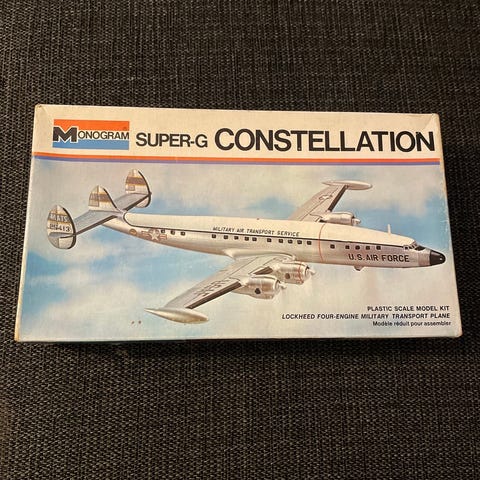 MONOGRAM
SUPER-G CONSTELLATION
MATS
MILITARY AIR TRANSPORT SERVICE
U.S. AIR FORCE
PLASTIC SCALE MODEL KIT
LOCKHEED FOUR-ENGINE MILITARY TRANSPORT PLANE
Modèle réduit pour assembler